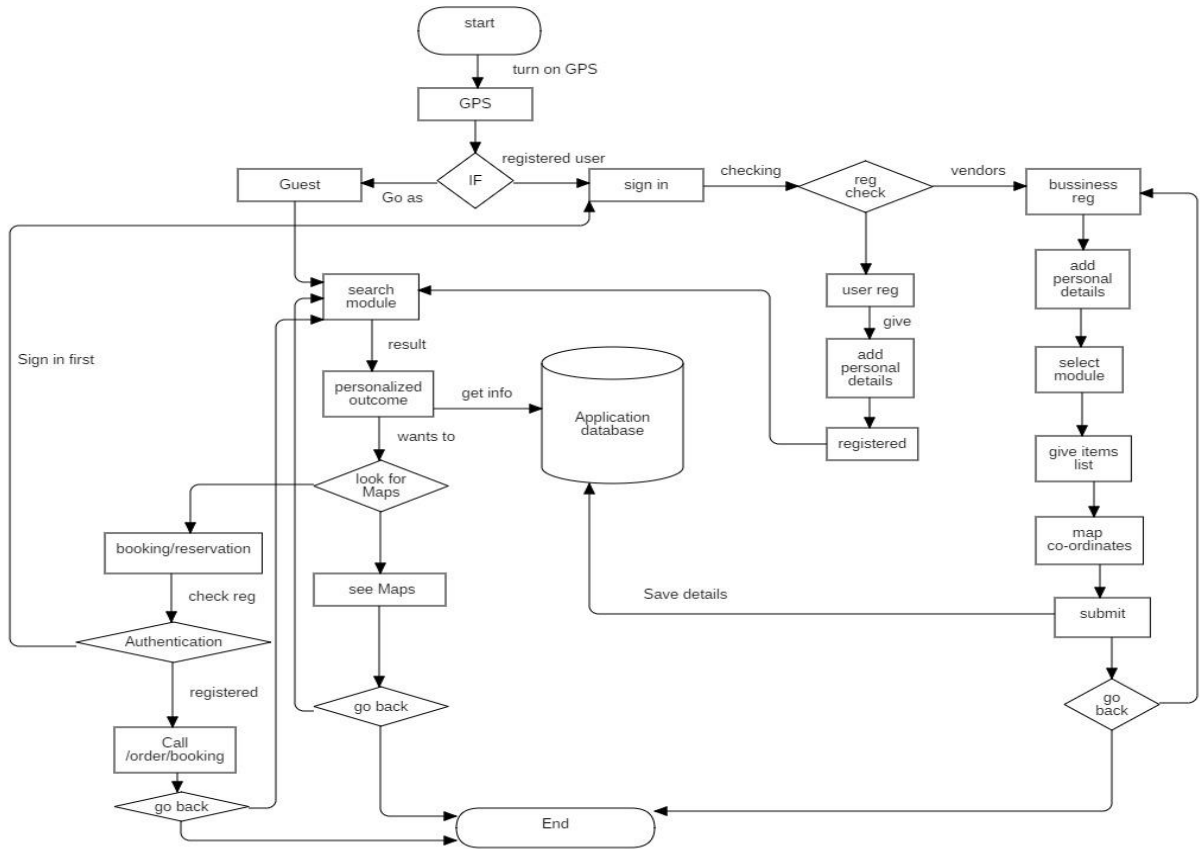 start
turn on GPS
GPS
registered user
IF
Guest
Go as
sign in
checking
reg
check
vendors
bussiness
reg
add
personal
details
user reg
search
module
give
result
Sign in first
select
module
add
personal
details
personalized
outcome
get info
Application
database
wants to
registered
give items
list
look for
Maps
map
co-ordinates
booking/reservation
see Maps
check reg
Save details
submit
Authentication
registered
go back
go
back
Call
/order/booking
go back
End